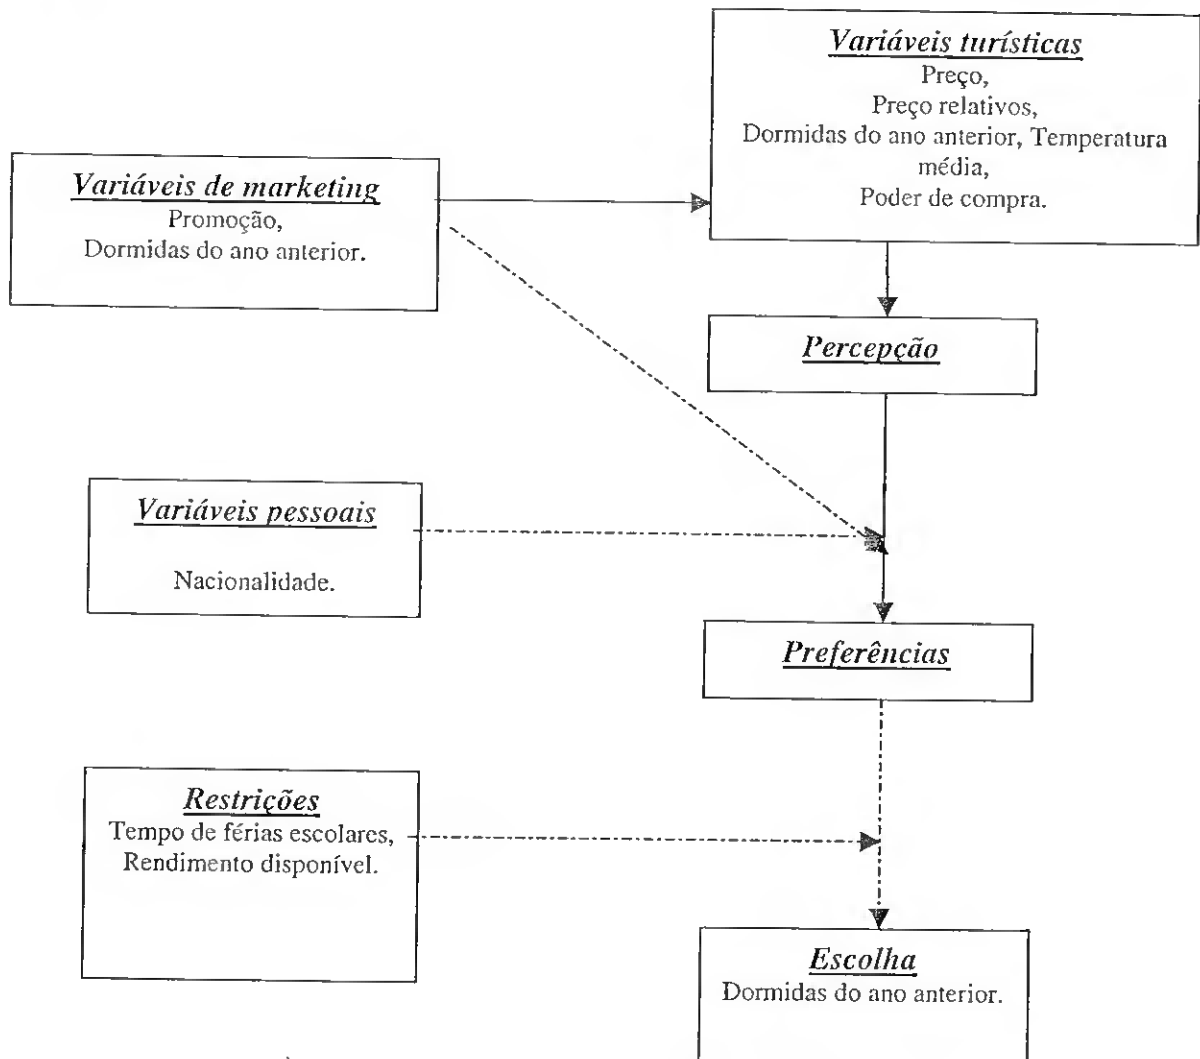 Variáveis turísticas
Preço,
Preço relativos,
Dormidas do ano anterior, Temperatura
média,
Poder de compra.
Variáveis de marketing
Promoção,
Dormidas do ano anterior.
Percepção
Variáveis pessoais
Nacionalidade.
Preferências
Restrições
Tempo de férias escolares,
Rendimento disponível.
Escolha
Dormidas do ano anterior.